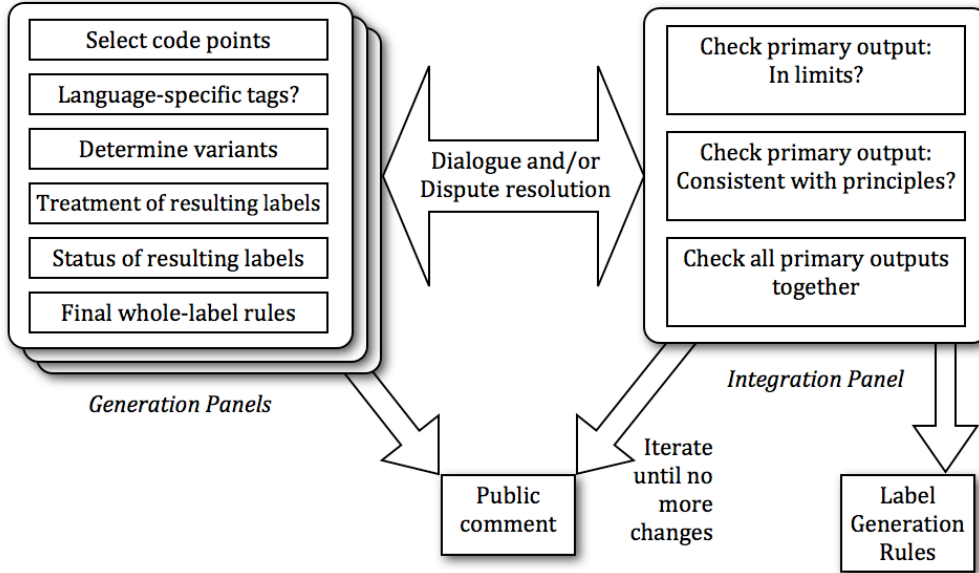 Select code points
Language-specific tags?
Determine variants
Treatment of resulting labels
Status of resulting labels
Final whole-label rules
Generation Panels
Dialogue and/or
Dispute resolution
Check primary output:
In limits?
Check primary output:
Consistent with principles?
Check all primary outputs
together
Integration Panel
Iterate
until no
more
changes
Public
comment
Label
Generation
Rules